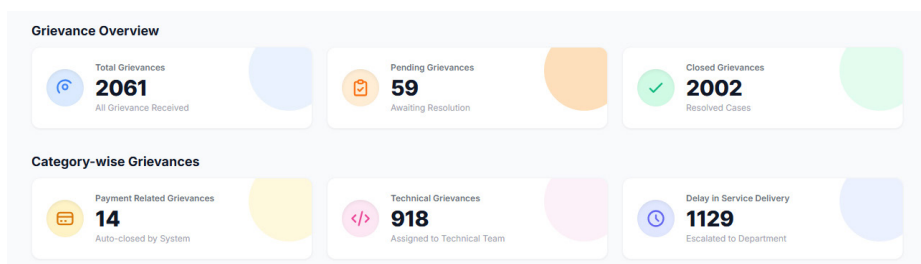 Grievance Overview
Total Grievances
2061
All Grievance Received
Pending Grievances
59
Awaiting Resolution
Closed Grievances
2002
Resolved Cases
Category-wise Grievances
Payment Related Grievances
14
Auto-closed by System
Technical Grievances
918
Assigned to Technical Team
Delay in Service Delivery
1129
Escalated to Department